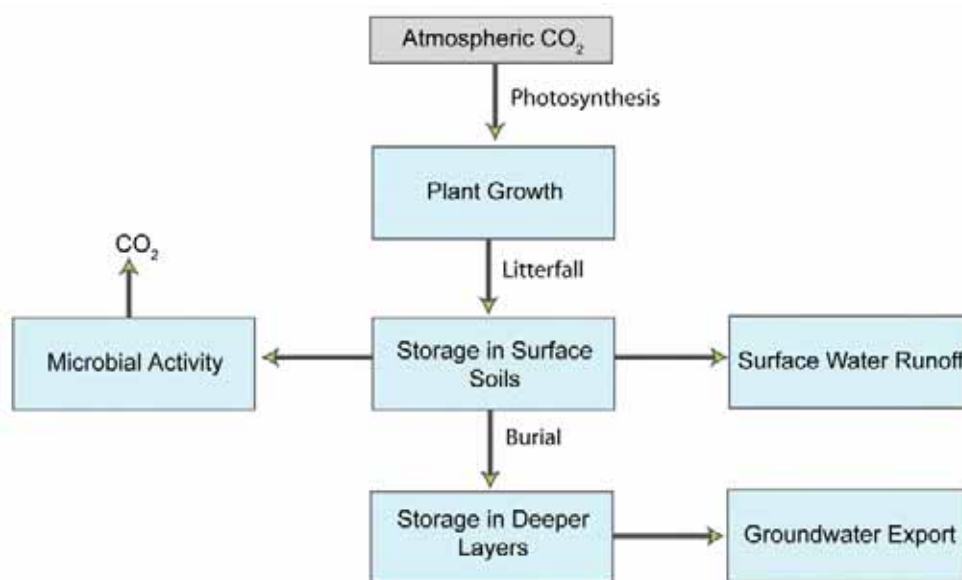 Atmospheric CO₂
Photosynthesis
Plant Growth
CO₂
Litterfall
Microbial Activity
Storage in Surface
Soils
Surface Water Runoff
Burial
Storage in Deeper
Layers
Groundwater Export